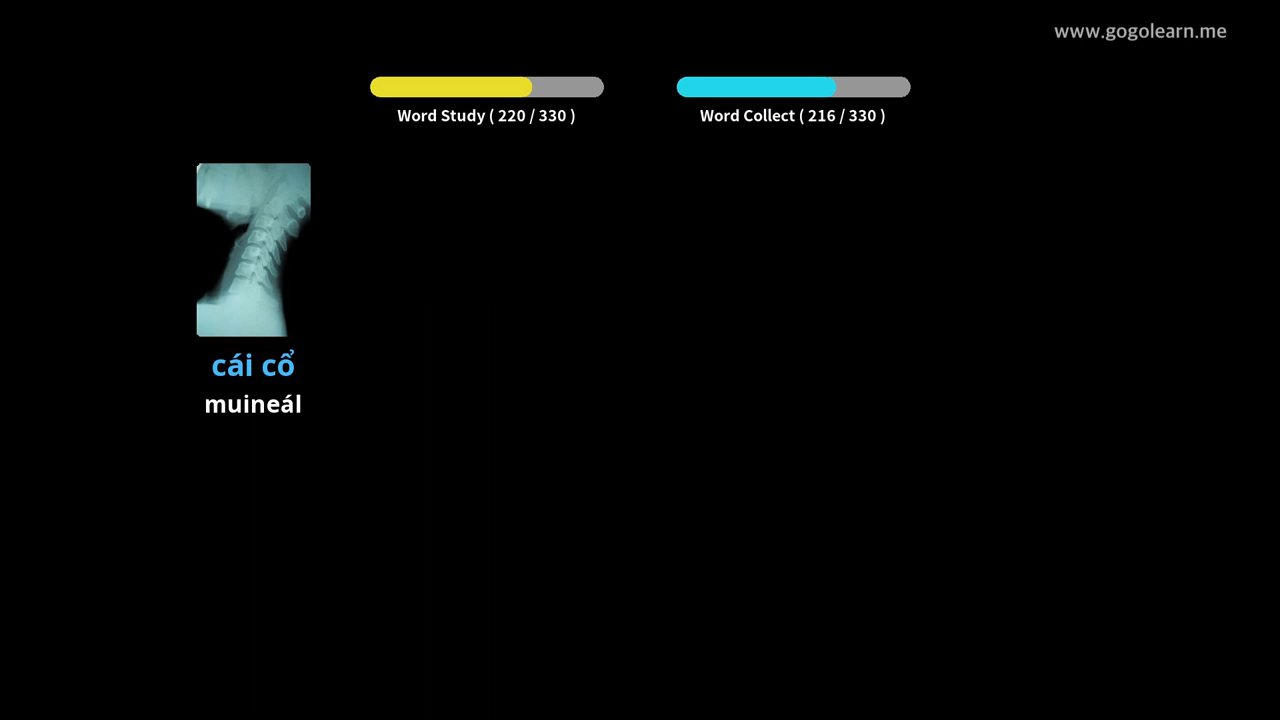 www.gogolearn.me
Word Study ( 220 / 330 )
Word Collect ( 216 / 330 )
cái cổ
muineál